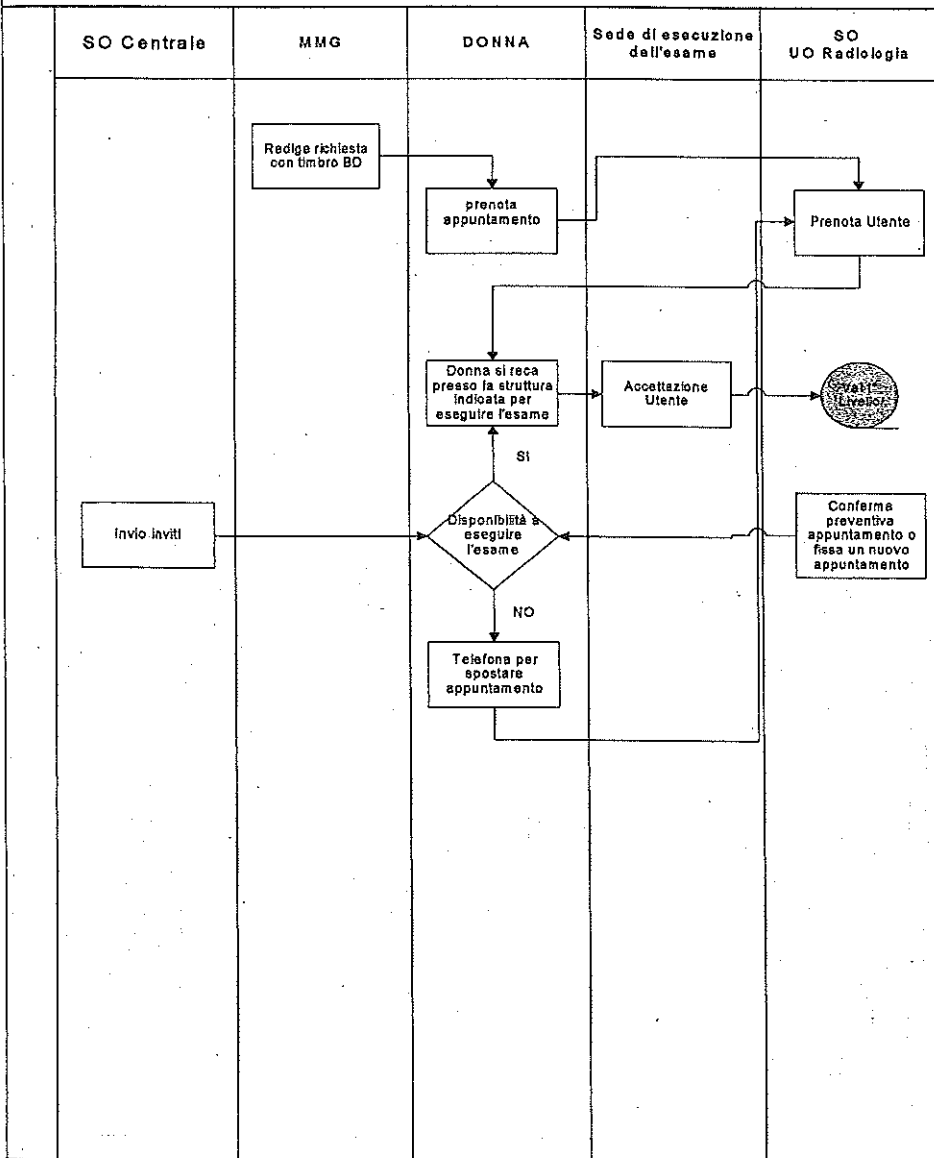 SO Centrale
MMG
DONNA
Sede di esecuzione
dell'esame
SO
UO Radiologia
Redige richiesta
con timbro BD
prenota
appuntamento
Prenota Utente
Donna si reca
presso la struttura
indicata per
eseguire l'esame
Accettazione
Utente
Livello
SI
Invio inviti
Disponibilità a
eseguire
l'esame
Conferma
preventiva
appuntamento o
fissa un nuovo
appuntamento
NO
Telefona per
spostare
appuntamento